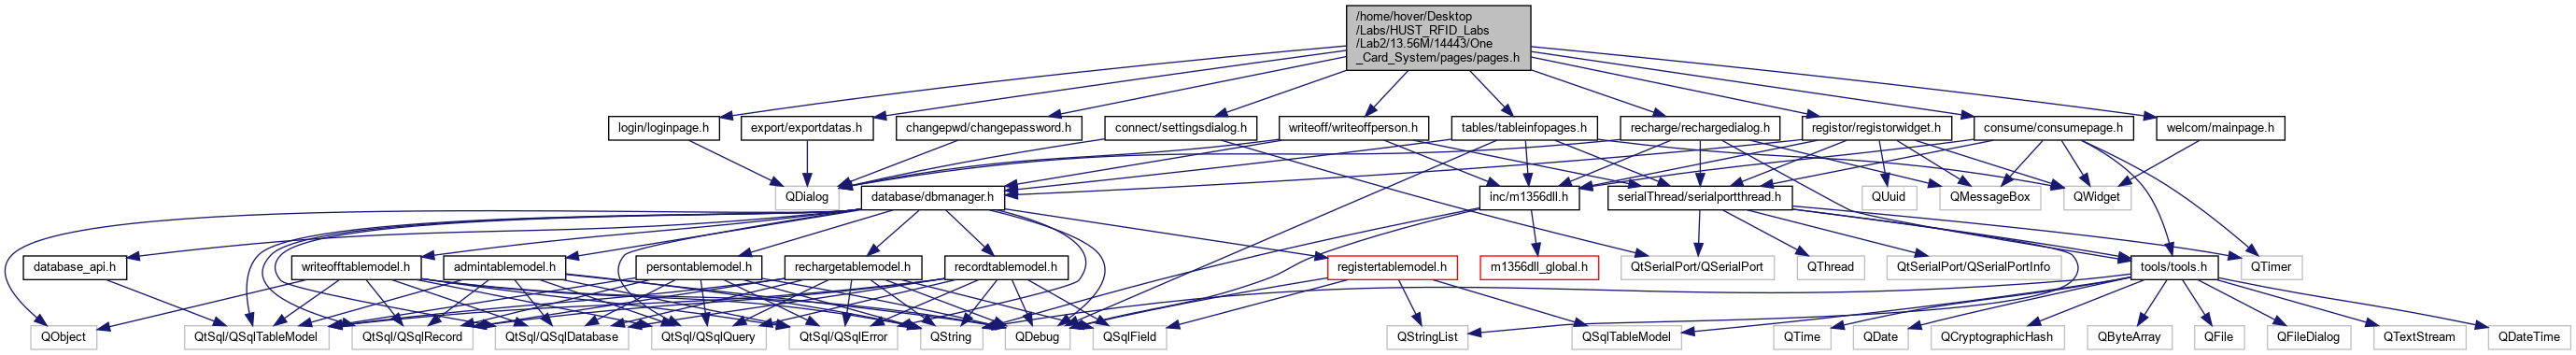 /home/hover/Desktop
/Labs/HUST_RFID_Labs
/Lab2/13.56M/14443/One
_Card_System/pages/pages.h
login/loginpage.h
export/exportdatas.h
changepwd/changepassword.h
connect/settingsdialog.h
writeoff/writeoffperson.h
tables/tableinfopages.h
recharge/rechargedialog.h
registor/registorwidget.h
consume/consumepage.h
welcom/mainpage.h
QDialog
database/dbmanager.h
inc/m1356dll.h
serialThread/serialportthread.h
QUuid
QMessageBox
QWidget
database_api.h
writeofftablemodel.h
admintablemodel.h
persontablemodel.h
rechargetablemodel.h
recordtablemodel.h
registertablemodel.h
m1356dll_global.h
QtSerialPort/QSerialPort
QThread
QtSerialPort/QSerialPortInfo
tools/tools.h
QTimer
QObject
QtSql/QSqlTableModel
QtSql/QSqlRecord
QtSql/QSqlDatabase
QtSql/QSqlQuery
QtSql/QSqlError
QString
QDebug
QSqlField
QStringList
QSqlTableModel
QTime
QDate
QCryptographicHash
QByteArray
QFile
QFileDialog
QTextStream
QDateTime